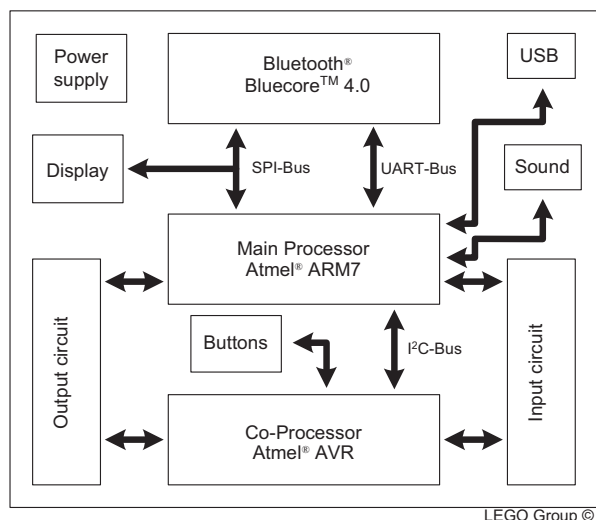 Power
supply
Bluetooth®
Bluecore™ 4.0
USB
Display
SPI-Bus
UART-Bus
Sound
Main Processor
Atmel® ARM7
Output circuit
Buttons
I²C-Bus
Input circuit
Co-Processor
Atmel® AVR
LEGO Group ©